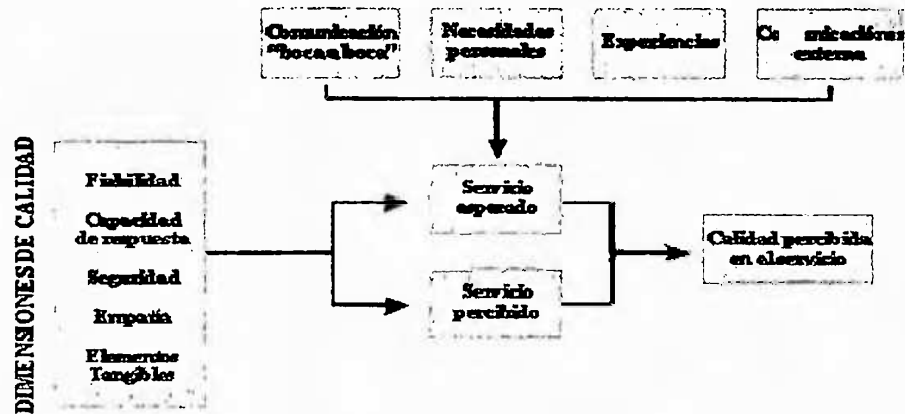 Comunicación
"boca a boca"
Necesidades
personales
Experiencias
externa
DIMENSIONES DE CALIDAD
Fiabilidad
Capacidad
de respuesta
Seguridad
Empatía
Elementos
Tangibles
Servicio
esperado
Servicio
percibido
Calidad percibida
en el servicio